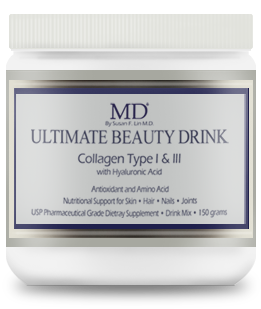 MD®
By Susan F. Lin M.D.
ULTIMATE BEAUTY DRINK
Collagen Type I & III
with Hyaluronic Acid
Antioxidant and Amino Acid
Nutritional Support for Skin • Hair • Nails • Joints
USP Pharmaceutical Grade Dietray Supplement • Drink Mix • 150 grams